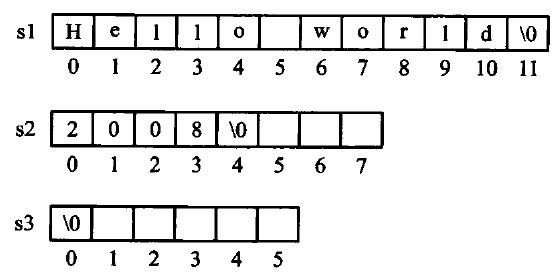 s1 H e l l o w o r l d \0
0 1 2 3 4 5 6 7 8 9 10 11
s2 2 0 0 8 \0
0 1 2 3 4 5 6 7
s3 \0
0 1 2 3 4 5